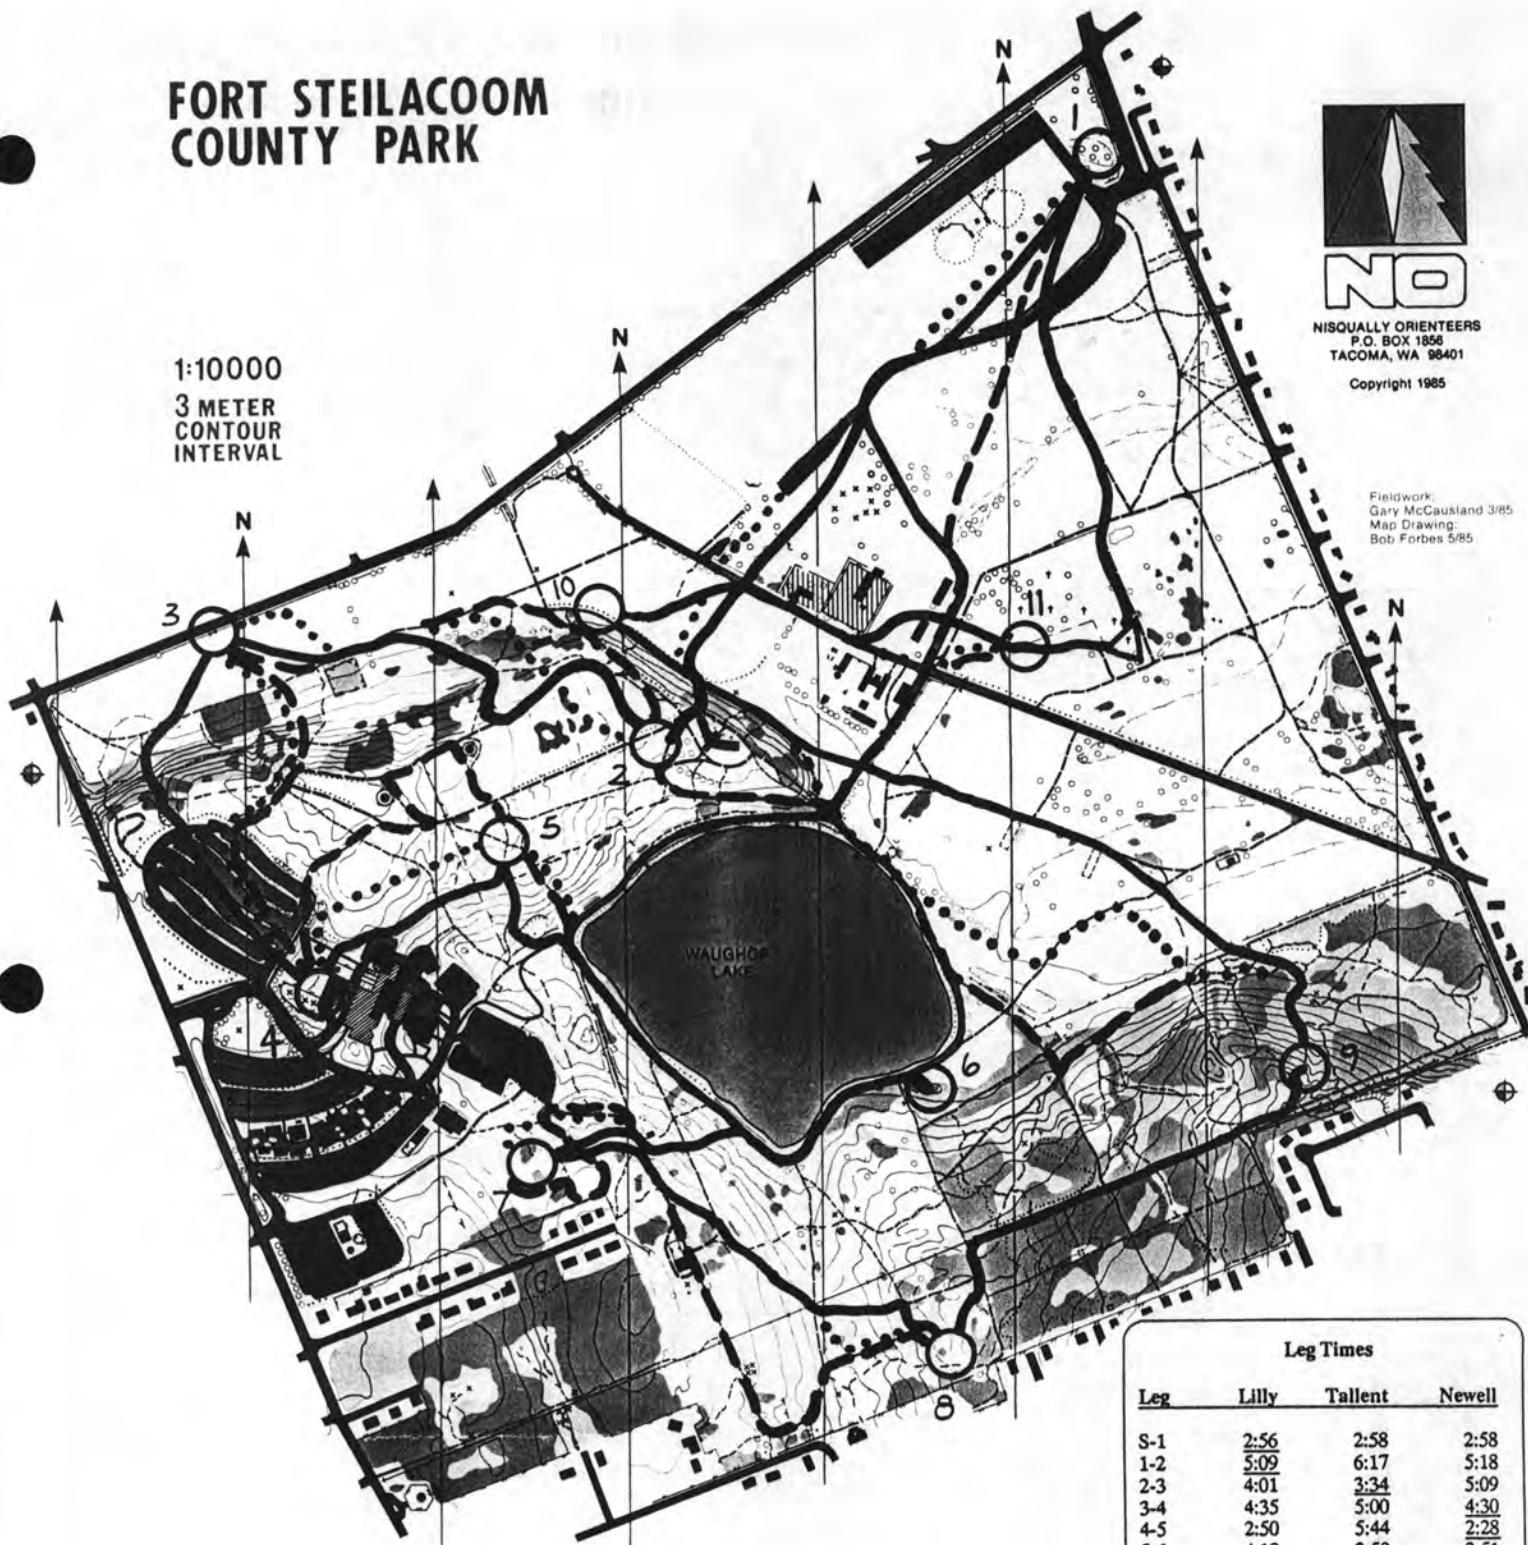 FORT STEILACOOM
COUNTY PARK
1:10000
3 METER
CONTOUR
INTERVAL
N
N
N
N
NO
NISQUALLY ORIENTEERS
P.O. BOX 1856
TACOMA, WA 98401
Copyright 1985
Fieldwork:
Gary McCausland 3/85
Map Drawing:
Bob Forbes 5/85
1
3
10
11
2
5
WAUGHOP
LAKE
4
6
9
8
Leg Times
Leg Lilly Tallent Newell
S-1 2:56 2:58 2:58
1-2 5:09 6:17 5:18
2-3 4:01 3:34 5:09
3-4 4:35 5:00 4:30
4-5 2:50 5:44 2:28